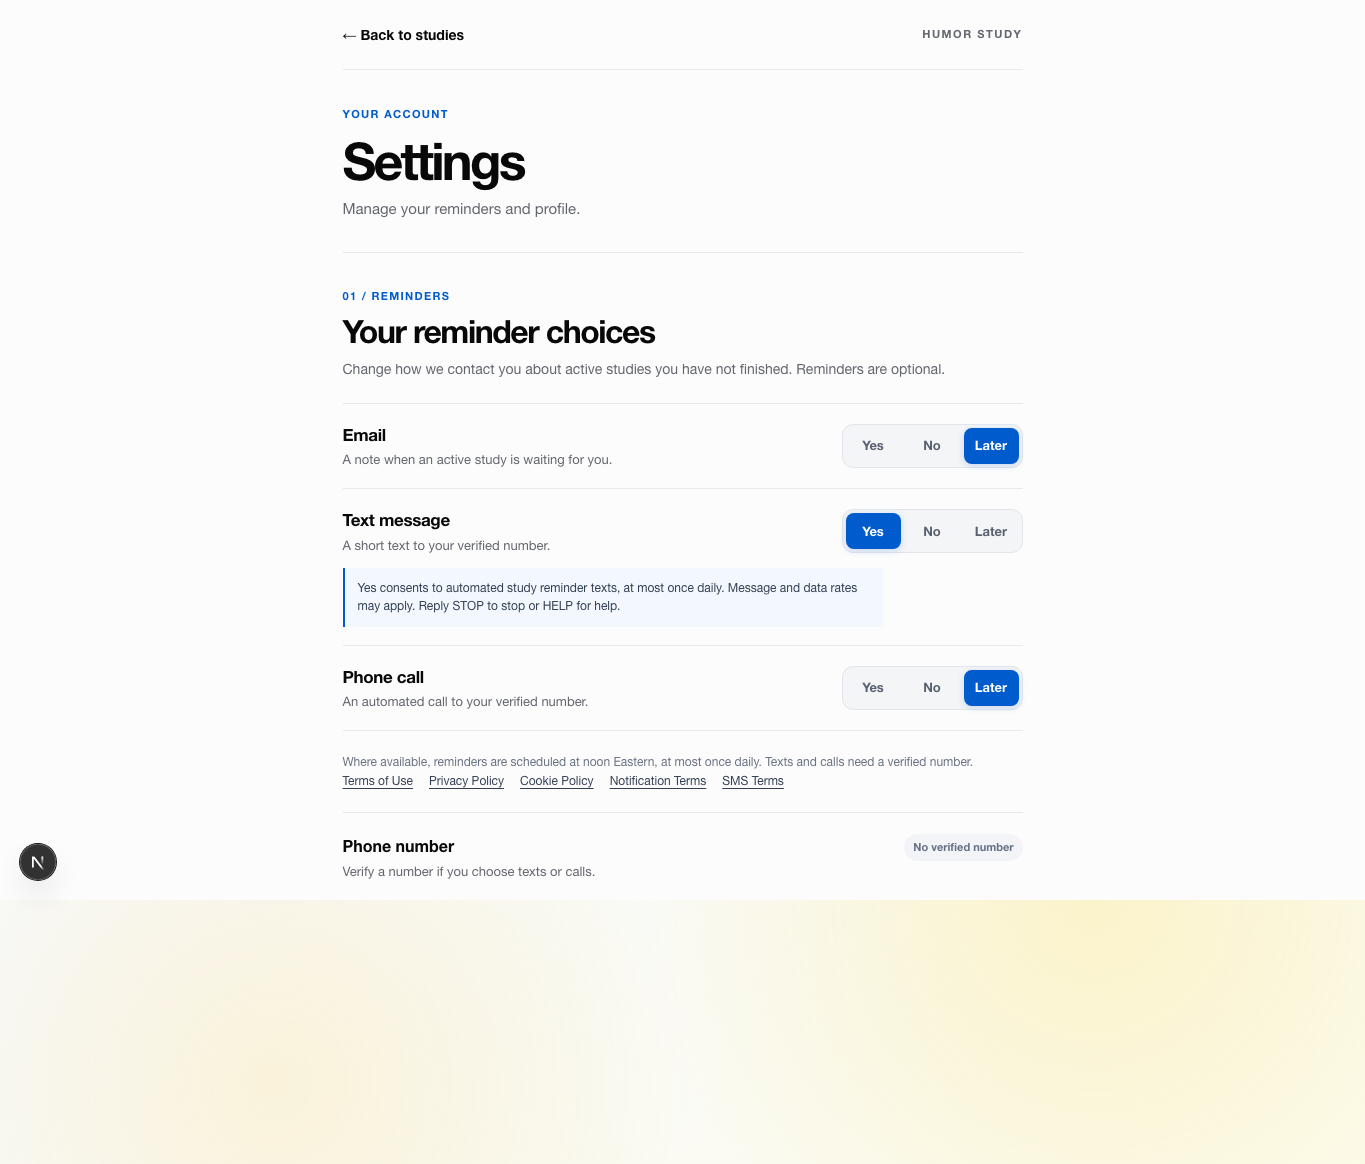 ← Back to studies
HUMOR STUDY
YOUR ACCOUNT
Settings
Manage your reminders and profile.
01 / REMINDERS
Your reminder choices
Change how we contact you about active studies you have not finished. Reminders are optional.
Email
A note when an active study is waiting for you.
Yes No Later
Text message
A short text to your verified number.
Yes No Later
Yes consents to automated study reminder texts, at most once daily. Message and data rates
may apply. Reply STOP to stop or HELP for help.
Phone call
An automated call to your verified number.
Yes No Later
Where available, reminders are scheduled at noon Eastern, at most once daily. Texts and calls need a verified number.
Terms of Use Privacy Policy Cookie Policy Notification Terms SMS Terms
Phone number
No verified number
Verify a number if you choose texts or calls.
N